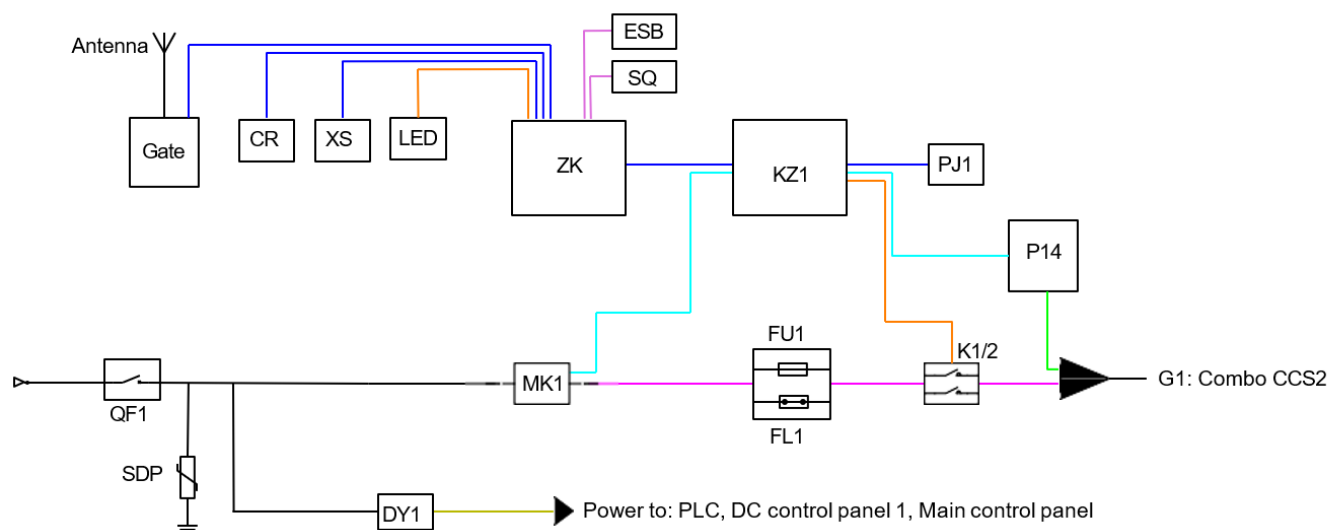 ESB
Antenna
SQ
Gate
CR
XS
LED
ZK
KZ1
PJ1
P14
FU1
K1/2
MK1
G1: Combo CCS2
QF1
FL1
SDP
DY1
Power to: PLC, DC control panel 1, Main control panel